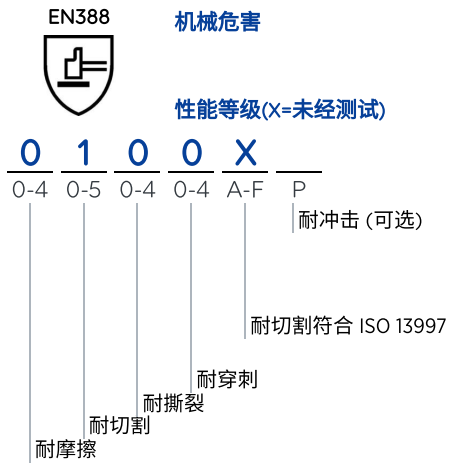 EN388
机械危害
性能等级(X=未经测试)
0 1 0 0 X
0-4 0-5 0-4 0-4 A-F P
耐冲击 (可选)
耐切割符合 ISO 13997
耐穿刺
耐撕裂
耐切割
耐摩擦